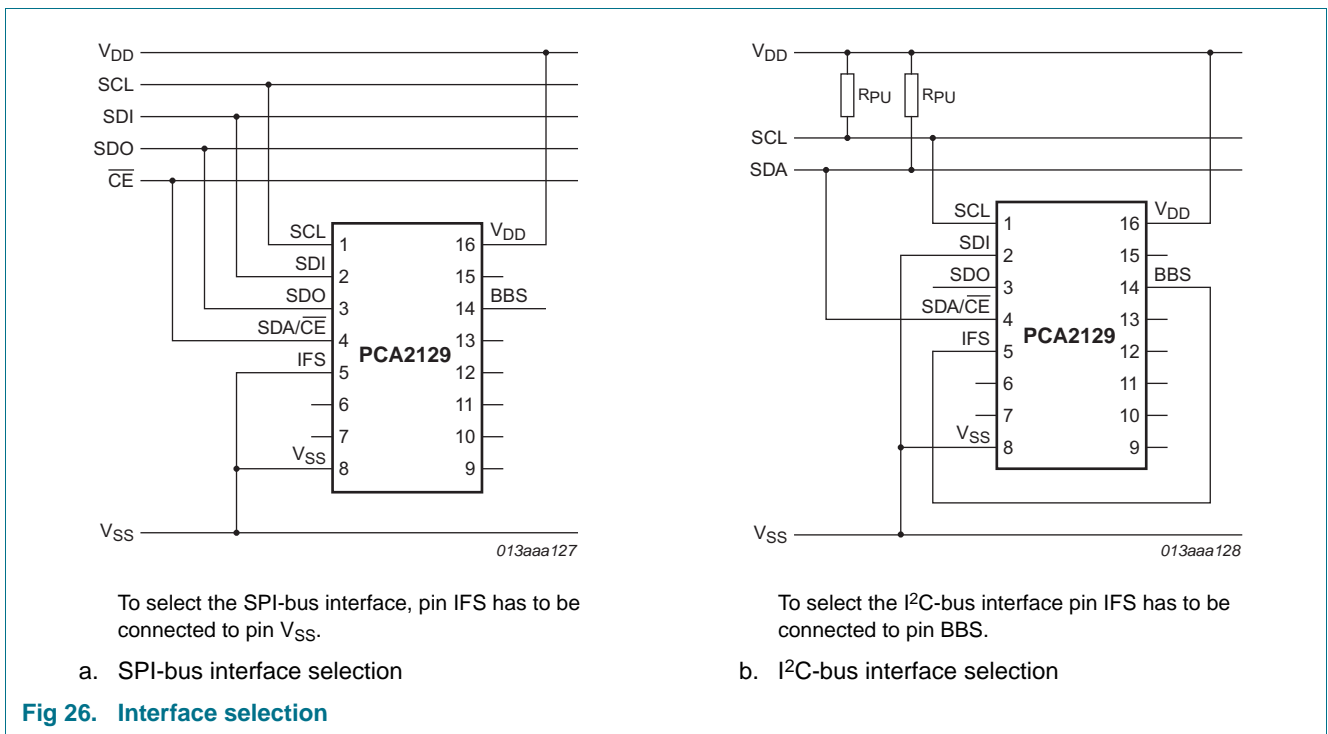 VDD
SCL
SDI
SDO
CE
SCL
SDI
SDO
SDA/CE
IFS
VSS
1
2
3
4
5
6
7
8
PCA2129
16
15
14
13
12
11
10
9
VDD
BBS
VSS
013aaa127
To select the SPI-bus interface, pin IFS has to be
connected to pin VSS.
a. SPI-bus interface selection
VDD
RPU
RPU
SCL
SDA
SCL
SDI
SDO
SDA/CE
IFS
VSS
1
2
3
4
5
6
7
8
PCA2129
16
15
14
13
12
11
10
9
VDD
BBS
VSS
013aaa128
To select the I2C-bus interface pin IFS has to be
connected to pin BBS.
b. I2C-bus interface selection
Fig 26. Interface selection